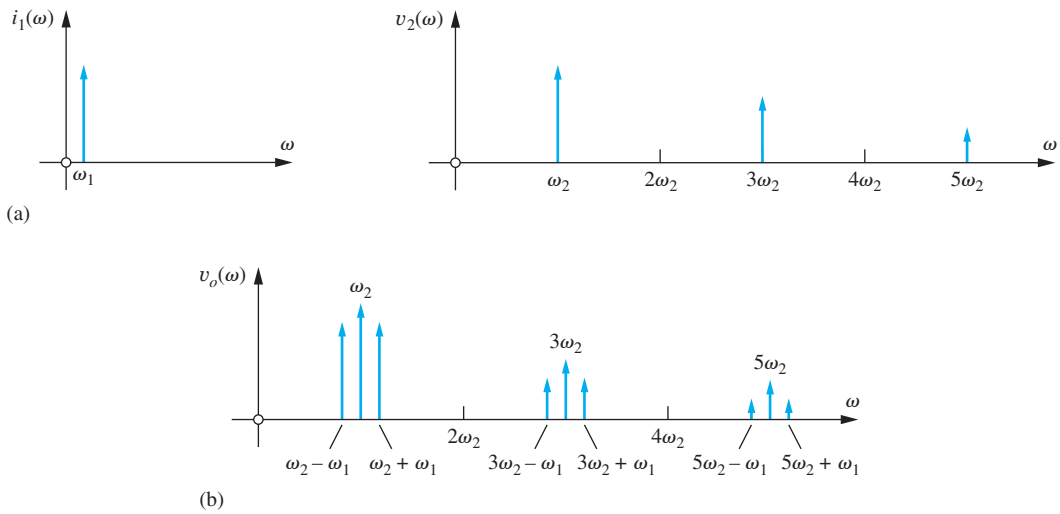 i₁(ω)
v₂(ω)
ω
ω₁
ω
ω₂
2ω₂
3ω₂
4ω₂
5ω₂
(a)
vₒ(ω)
ω₂
3ω₂
5ω₂
ω
2ω₂
4ω₂
ω₂ – ω₁
ω₂ + ω₁
3ω₂ – ω₁
3ω₂ + ω₁
5ω₂ – ω₁
5ω₂ + ω₁
(b)